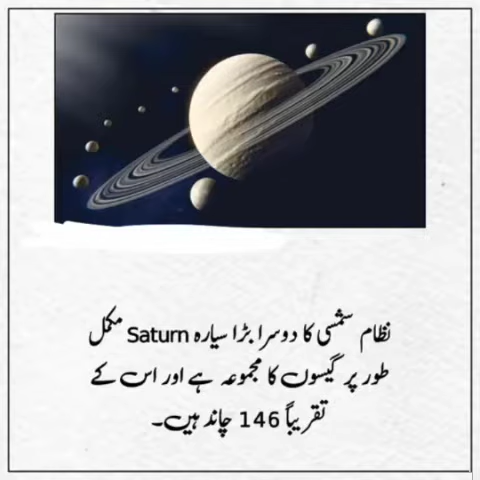 نظام شمسی کا دوسرا بڑا سیارہ Saturn مکمل
طور پر گیسوں کا مجموعہ ہے اور اس کے
تقریباً 146 چاند ہیں۔